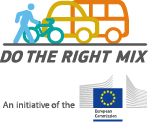 DO THE RIGHT MIX
An initiative of the
European
Commission